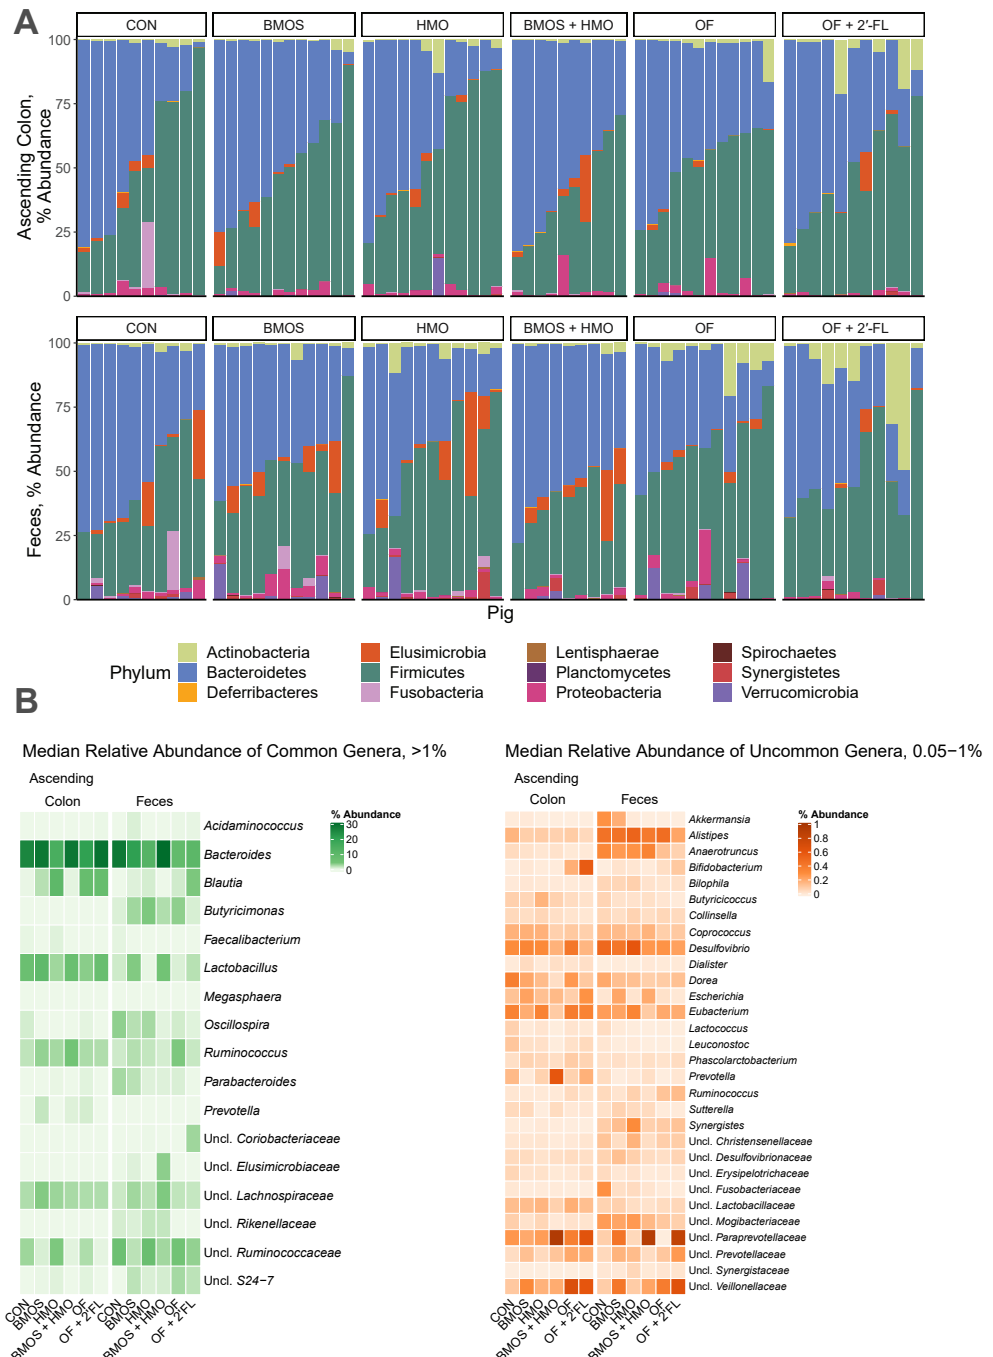 A
CON BMOS HMO BMOS + HMO OF OF + 2′-FL
Ascending Colon,
% Abundance
100
75
50
25
0
CON BMOS HMO BMOS + HMO OF OF + 2′-FL
Feces, % Abundance
100
75
50
25
0
Pig
Phylum
Actinobacteria Elusimicrobia Lentisphaerae Spirochaetes
Bacteroidetes Firmicutes Planctomycetes Synergistetes
Deferribacteres Fusobacteria Proteobacteria Verrucomicrobia
B
Median Relative Abundance of Common Genera, >1%
Ascending
Colon Feces
% Abundance
30
20
10
0
Acidaminococcus
Bacteroides
Blautia
Butyricimonas
Faecalibacterium
Lactobacillus
Megasphaera
Oscillospira
Ruminococcus
Parabacteroides
Prevotella
Uncl. Coriobacteriaceae
Uncl. Elusimicrobiaceae
Uncl. Lachnospiraceae
Uncl. Rikenellaceae
Uncl. Ruminococcaceae
Uncl. S24−7
CON BMOS HMO BMOS + HMO OF OF + 2'FL CON BMOS HMO BMOS + HMO OF OF + 2'FL
Median Relative Abundance of Uncommon Genera, 0.05−1%
Ascending
Colon Feces
% Abundance
1
0.8
0.6
0.4
0.2
0
Akkermansia
Alistipes
Anaerotruncus
Bifidobacterium
Bilophila
Butyricicoccus
Collinsella
Coprococcus
Desulfovibrio
Dialister
Dorea
Escherichia
Eubacterium
Lactococcus
Leuconostoc
Phascolarctobacterium
Prevotella
Ruminococcus
Sutterella
Synergistes
Uncl. Christensenellaceae
Uncl. Desulfovibrionaceae
Uncl. Erysipelotrichaceae
Uncl. Fusobacteriaceae
Uncl. Lactobacillaceae
Uncl. Mogibacteriaceae
Uncl. Paraprevotellaceae
Uncl. Prevotellaceae
Uncl. Synergistaceae
Uncl. Veillonellaceae
CON BMOS HMO BMOS + HMO OF OF + 2'FL CON BMOS HMO BMOS + HMO OF OF + 2'FL